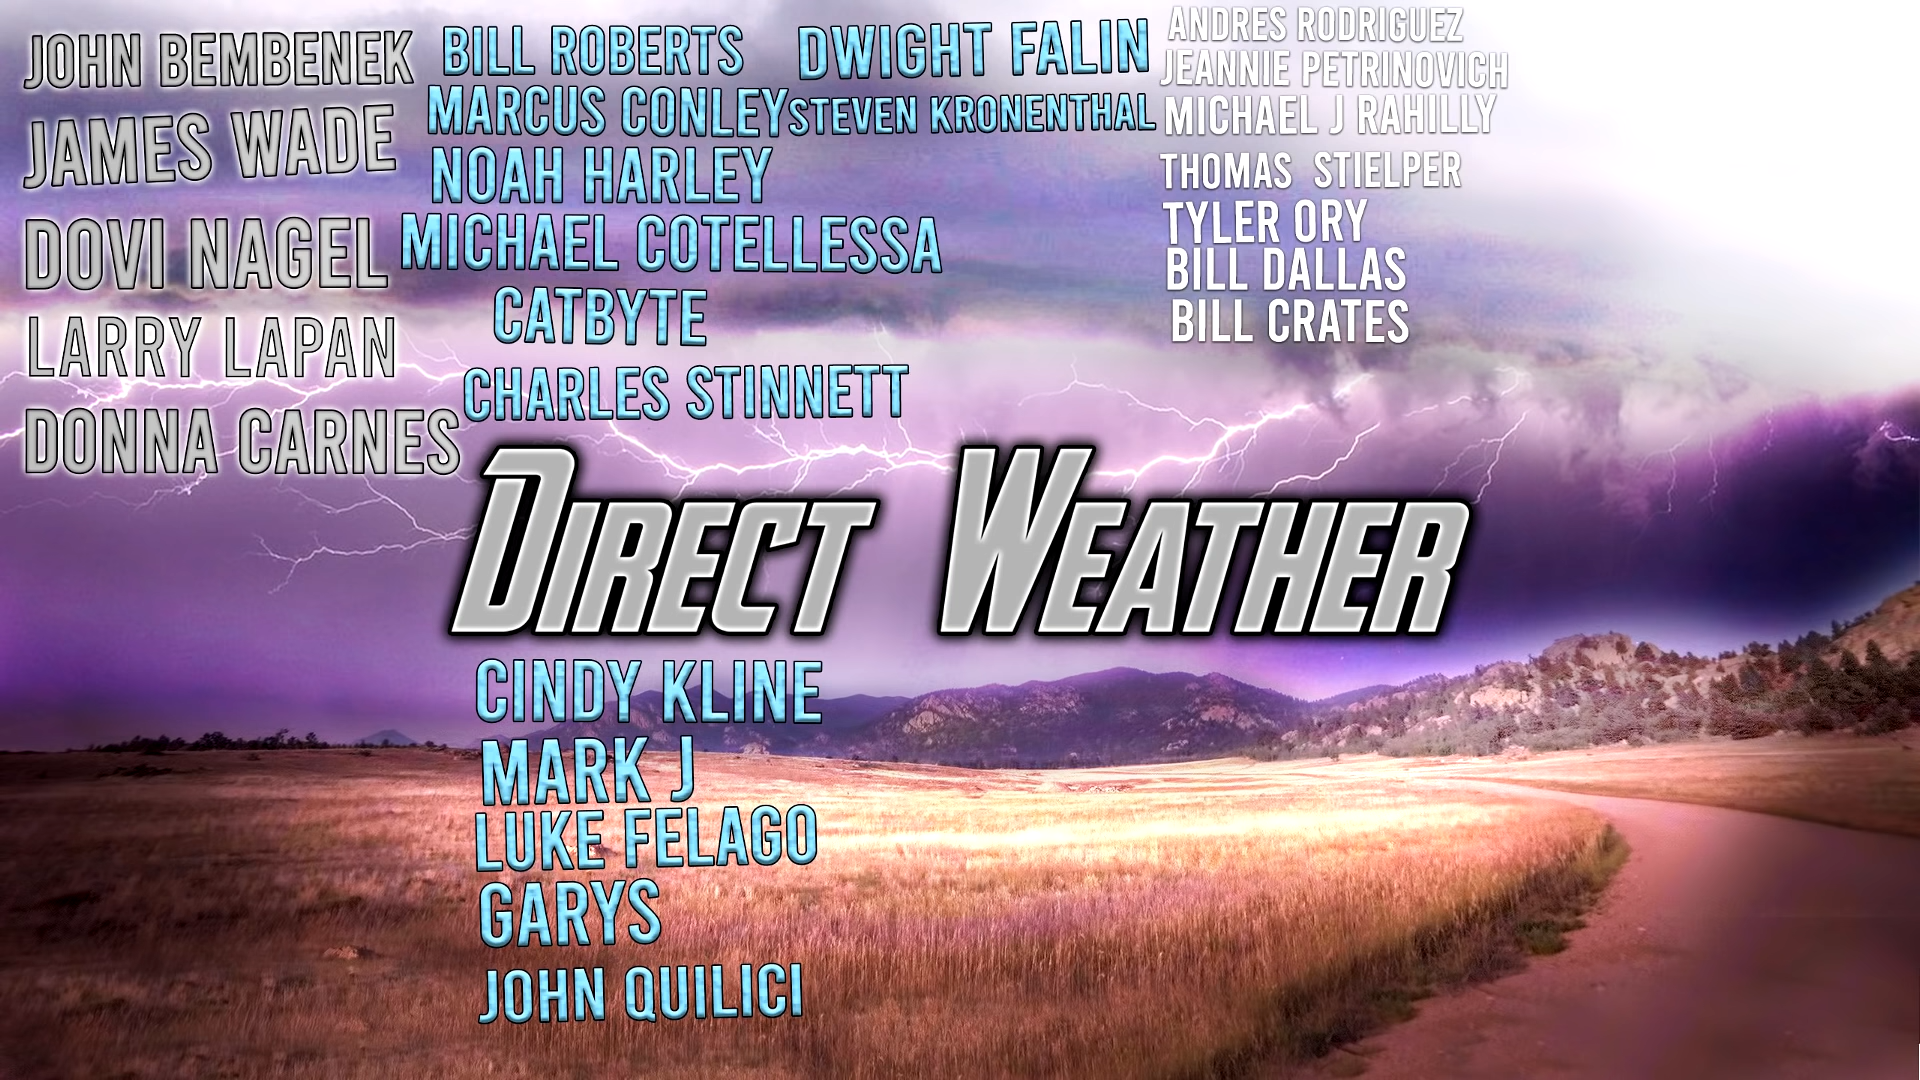 JOHN BEMBENEK
JAMES WADE
DOVI NAGEL
LARRY LAPAN
DONNA CARNES
BILL ROBERTS
MARCUS CONLEY
NOAH HARLEY
MICHAEL COTELLESSA
CATBYTE
CHARLES STINNETT
DWIGHT FALIN
STEVEN KRONENTHAL
ANDRES RODRIGUEZ
JEANNIE PETRINOVICH
MICHAEL J RAHILLY
THOMAS STIELPER
TYLER ORY
BILL DALLAS
BILL CRATES
DIRECT WEATHER
CINDY KLINE
MARK J
LUKE FELAGO
GARYS
JOHN QUILICI